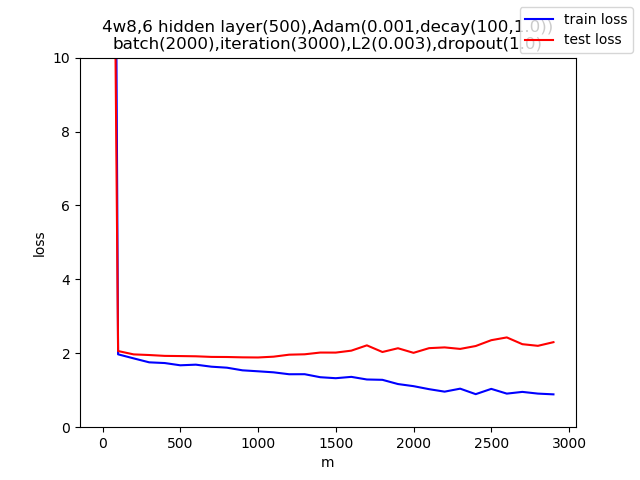 4w8,6 hidden layer(500),Adam(0.001,decay(100,1.0))
batch(2000),iteration(3000),L2(0.003),dropout(1.0)
train loss
test loss
10
8
6
4
2
0
loss
0 500 1000 1500 2000 2500 3000
m